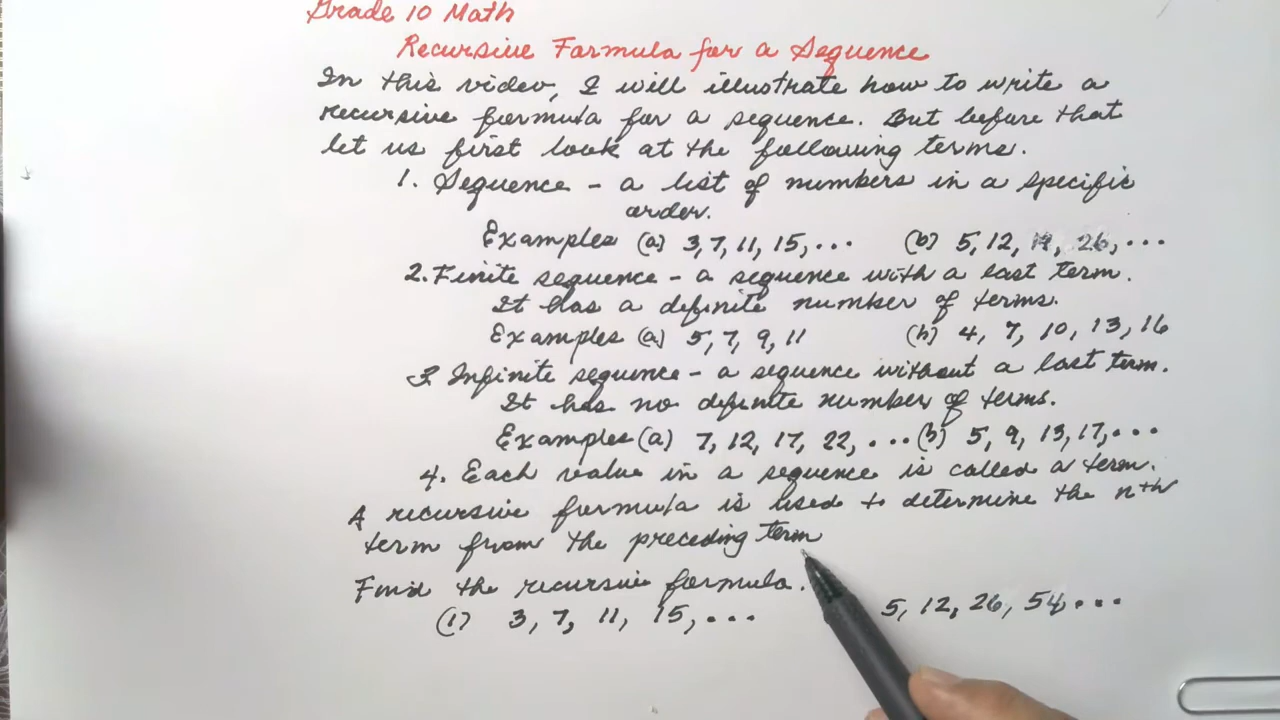 Grade 10 Math
Recursive Formula for a Sequence
In this video, I will illustrate how to write a
recursive formula for a sequence. But before that
let us first look at the following terms.
1. Sequence - a list of numbers in a specific
order.
Examples (a) 3, 7, 11, 15, ... (b) 5, 12, 19, 26, ...
2. Finite sequence - a sequence with a last term.
It has a definite number of terms.
Examples (a) 5, 7, 9, 11 (b) 4, 7, 10, 13, 16
3. Infinite sequence - a sequence without a last term.
It has no definite number of terms.
Examples (a) 7, 12, 17, 22, ... (b) 5, 9, 13, 17, ...
4. Each value in a sequence is called a term.
A recursive formula is used to determine the nth
term from the preceding term
Find the recursive formula.
(1) 3, 7, 11, 15, ... 5, 12, 26, 54, ...